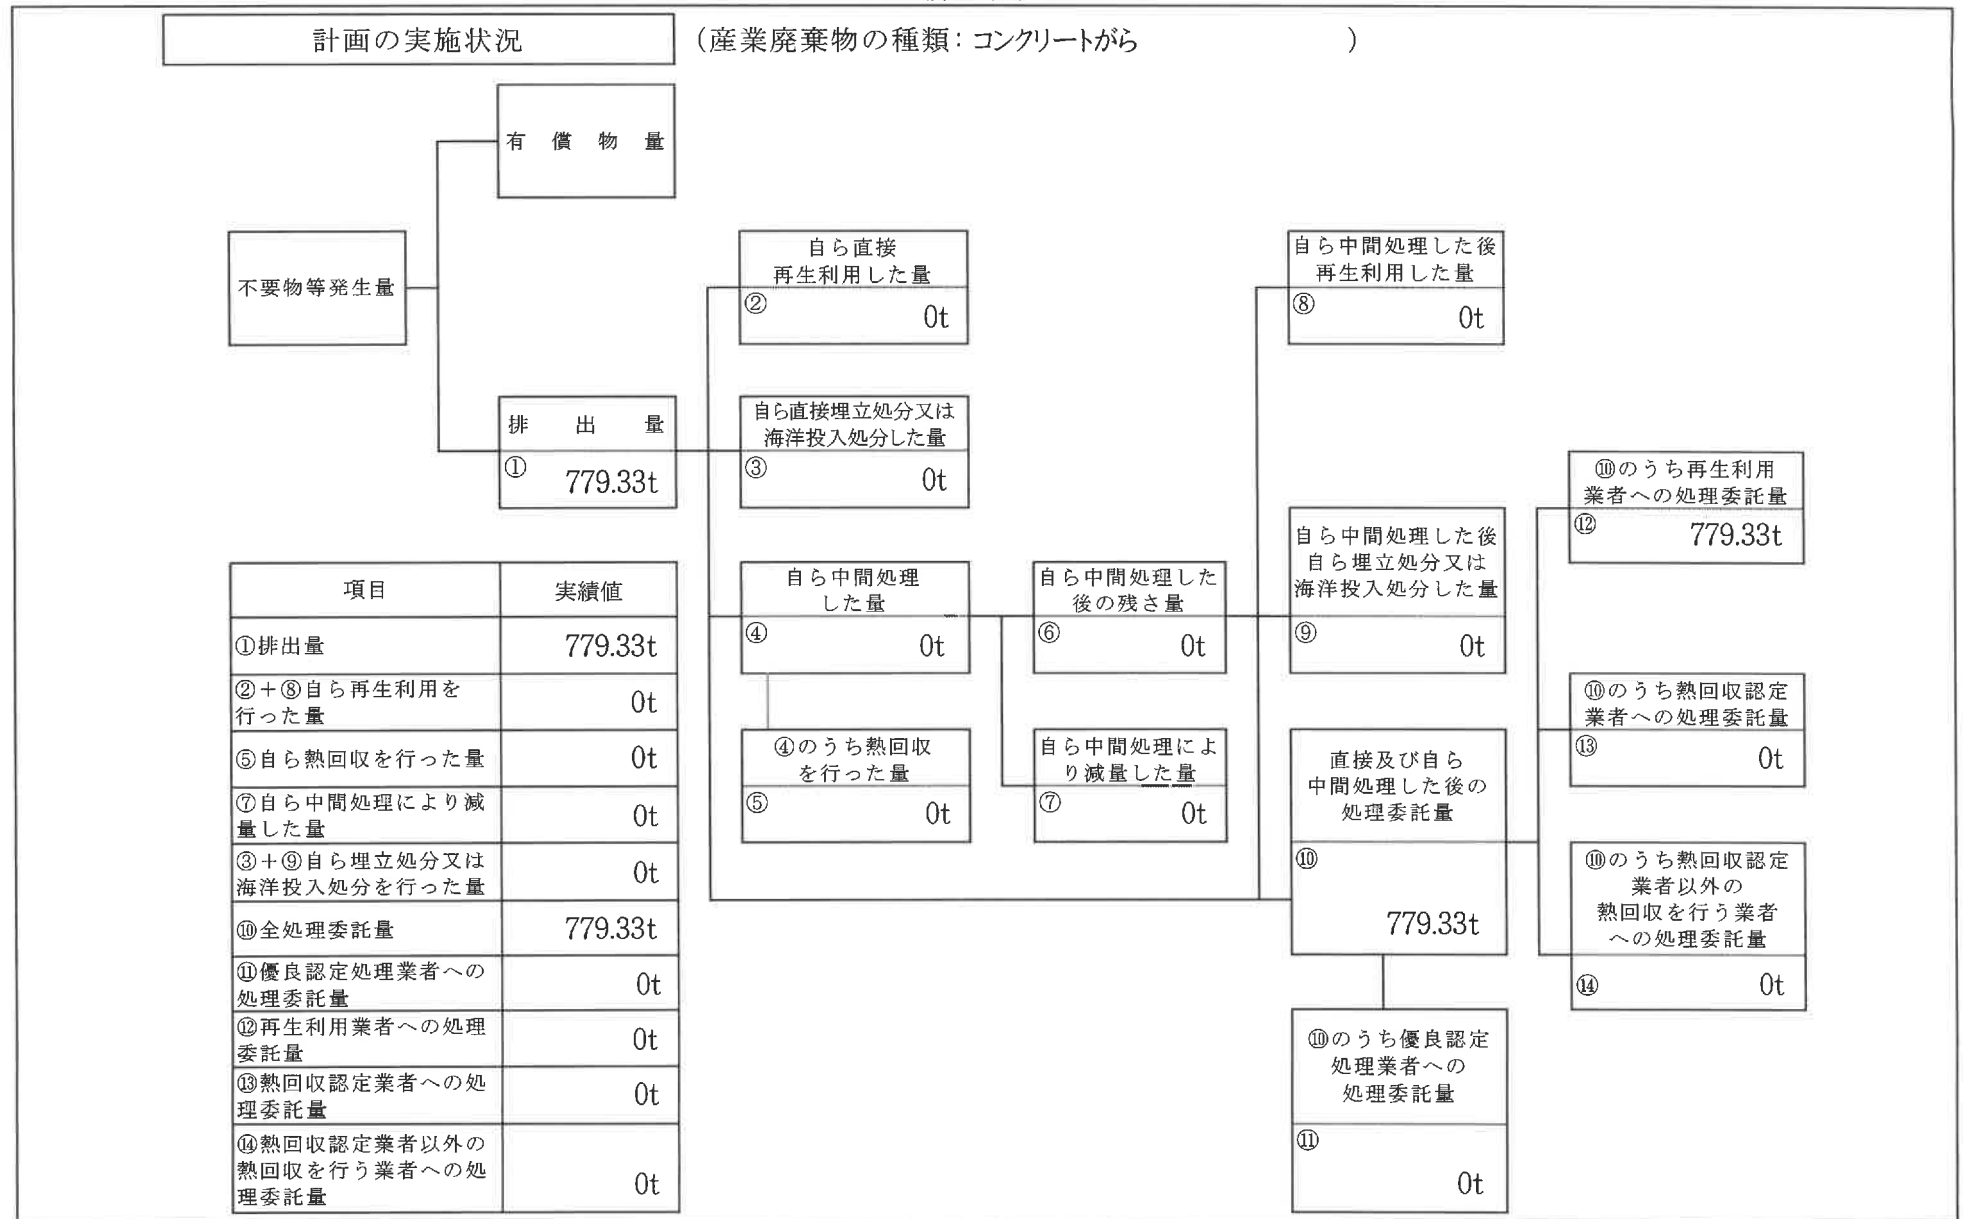 計画の実施状況
(産業廃棄物の種類：コンクリートがら )
有償物量
不要物等発生量
排出量
①
779.33t
自ら直接
再生利用した量
②
0t
自ら直接埋立処分又は
海洋投入処分した量
③
0t
自ら中間処理
した量
④
0t
④のうち熱回収
を行った量
⑤
0t
自ら中間処理した
後の残さ量
⑥
0t
自ら中間処理によ
り減量した量
⑦
0t
自ら中間処理した後
再生利用した量
⑧
0t
自ら中間処理した後
自ら埋立処分又は
海洋投入処分した量
⑨
0t
直接及び自ら
中間処理した後の
処理委託量
⑩
779.33t
⑩のうち優良認定
処理業者への
処理委託量
⑪
0t
⑩のうち再生利用
業者への処理委託量
⑫
779.33t
⑩のうち熱回収認定
業者への処理委託量
⑬
0t
⑩のうち熱回収認定
業者以外の
熱回収を行う業者
への処理委託量
⑭
0t
項目 実績値
①排出量 779.33t
②＋⑧自ら再生利用を
行った量 0t
⑤自ら熱回収を行った量 0t
⑦自ら中間処理により減
量した量 0t
③＋⑨自ら埋立処分又は
海洋投入処分を行った量 0t
⑩全処理委託量 779.33t
⑪優良認定処理業者への
処理委託量 0t
⑫再生利用業者への処理
委託量 0t
⑬熱回収認定業者への処
理委託量 0t
⑭熱回収認定業者以外の
熱回収を行う業者への処
理委託量 0t